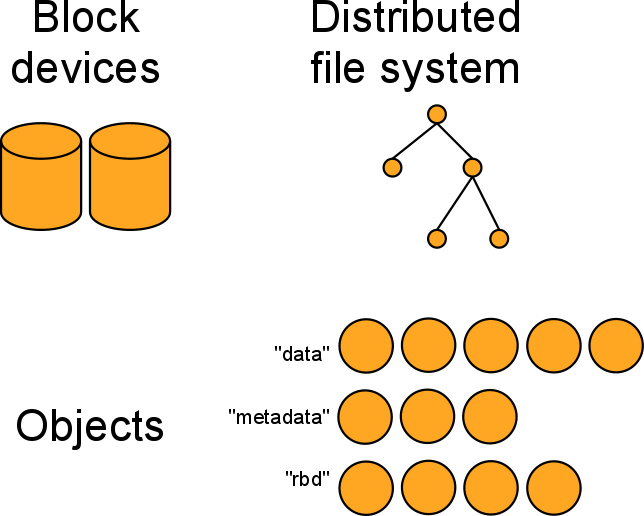 Block
devices
Distributed
file system
"data"
"metadata"
Objects
"rbd"